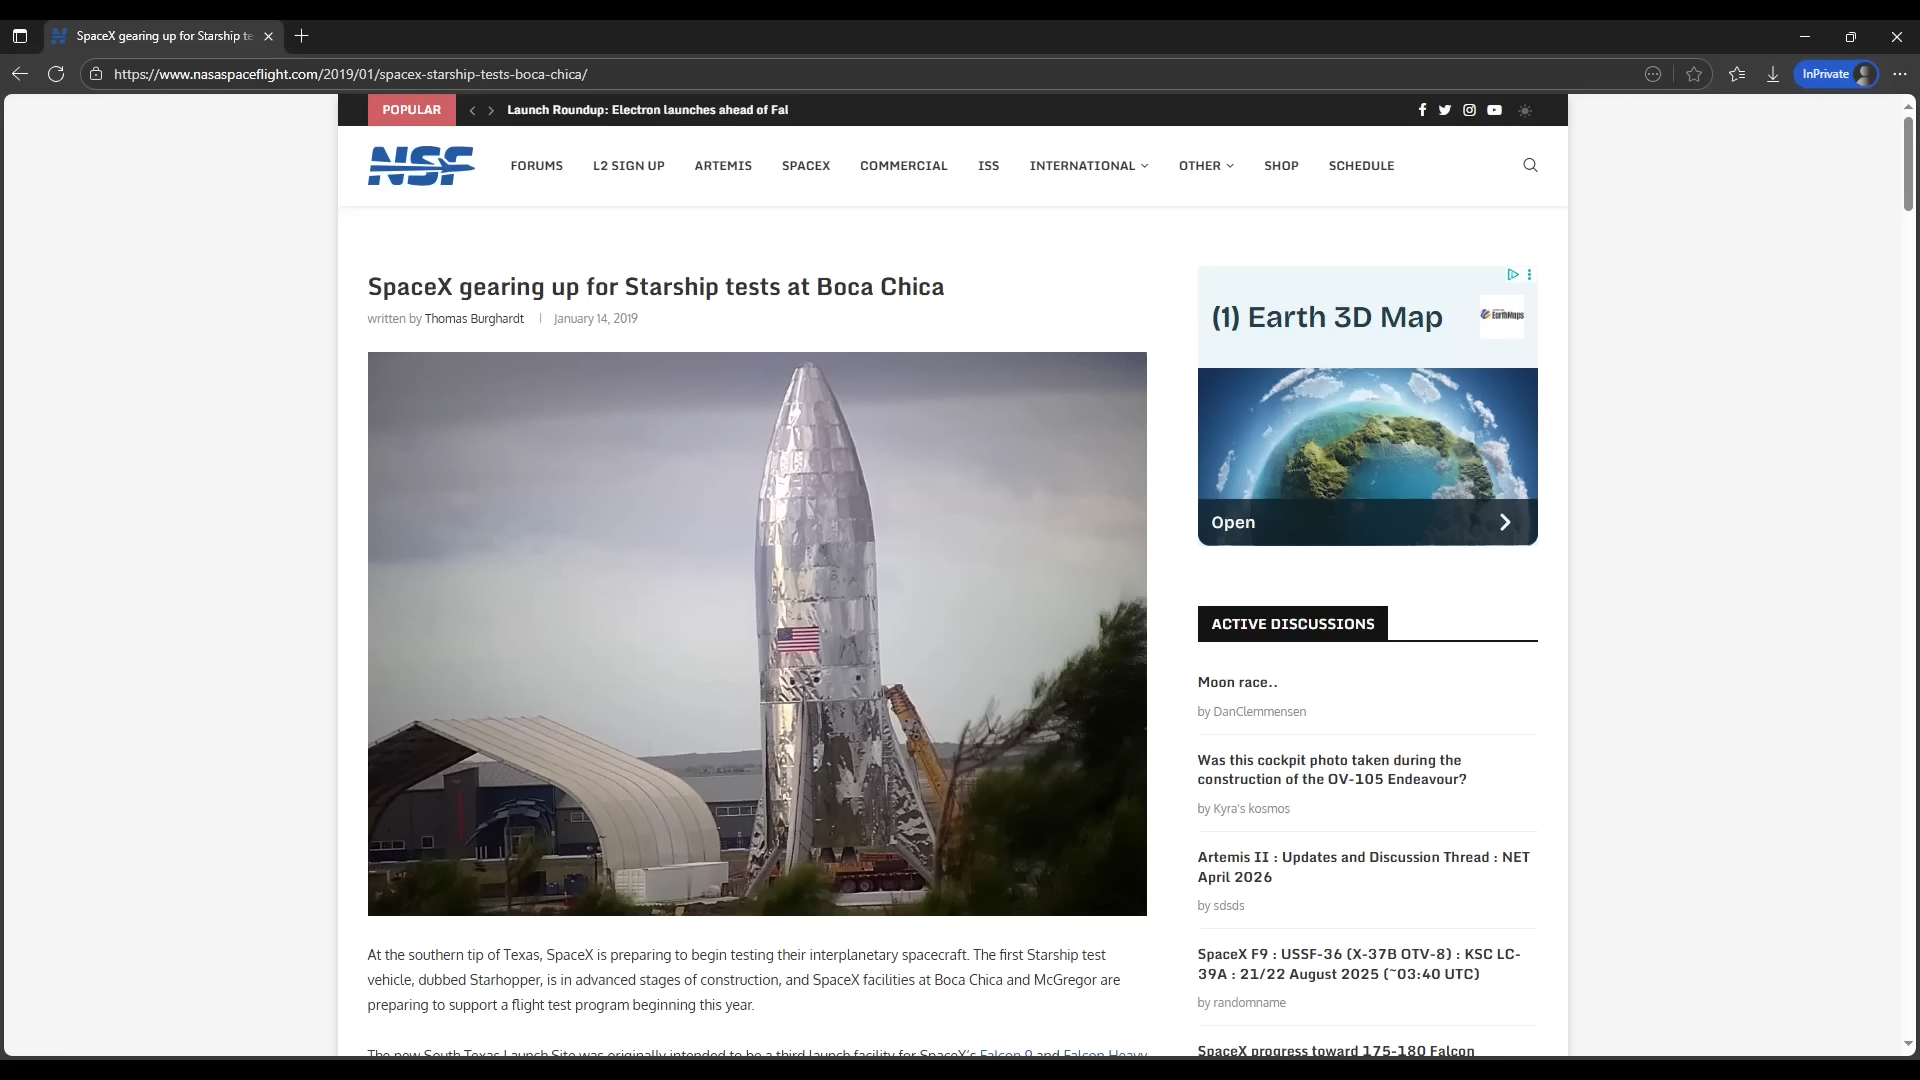 SpaceX gearing up for Starship te
https://www.nasaspaceflight.com/2019/01/spacex-starship-tests-boca-chica/
InPrivate
POPULAR
Launch Roundup: Electron launches ahead of Fal
NSF
FORUMS
L2 SIGN UP
ARTEMIS
SPACEX
COMMERCIAL
ISS
INTERNATIONAL
OTHER
SHOP
SCHEDULE
SpaceX gearing up for Starship tests at Boca Chica
written by Thomas Burghardt
January 14, 2019
At the southern tip of Texas, SpaceX is preparing to begin testing their interplanetary spacecraft. The first Starship test
vehicle, dubbed Starhopper, is in advanced stages of construction, and SpaceX facilities at Boca Chica and McGregor are
preparing to support a flight test program beginning this year.
The new South Texas Launch Site was originally intended to be a third launch facility for SpaceX's Falcon 9 and Falcon Heavy
(1) Earth 3D Map
EarthMaps
Open
ACTIVE DISCUSSIONS
Moon race..
by DanClemmensen
Was this cockpit photo taken during the
construction of the OV-105 Endeavour?
by Kyra's kosmos
Artemis II : Updates and Discussion Thread : NET
April 2026
by sdsds
SpaceX F9 : USSF-36 (X-37B OTV-8) : KSC LC-
39A : 21/22 August 2025 (~03:40 UTC)
by randomname
SpaceX progress toward 175-180 Falcon